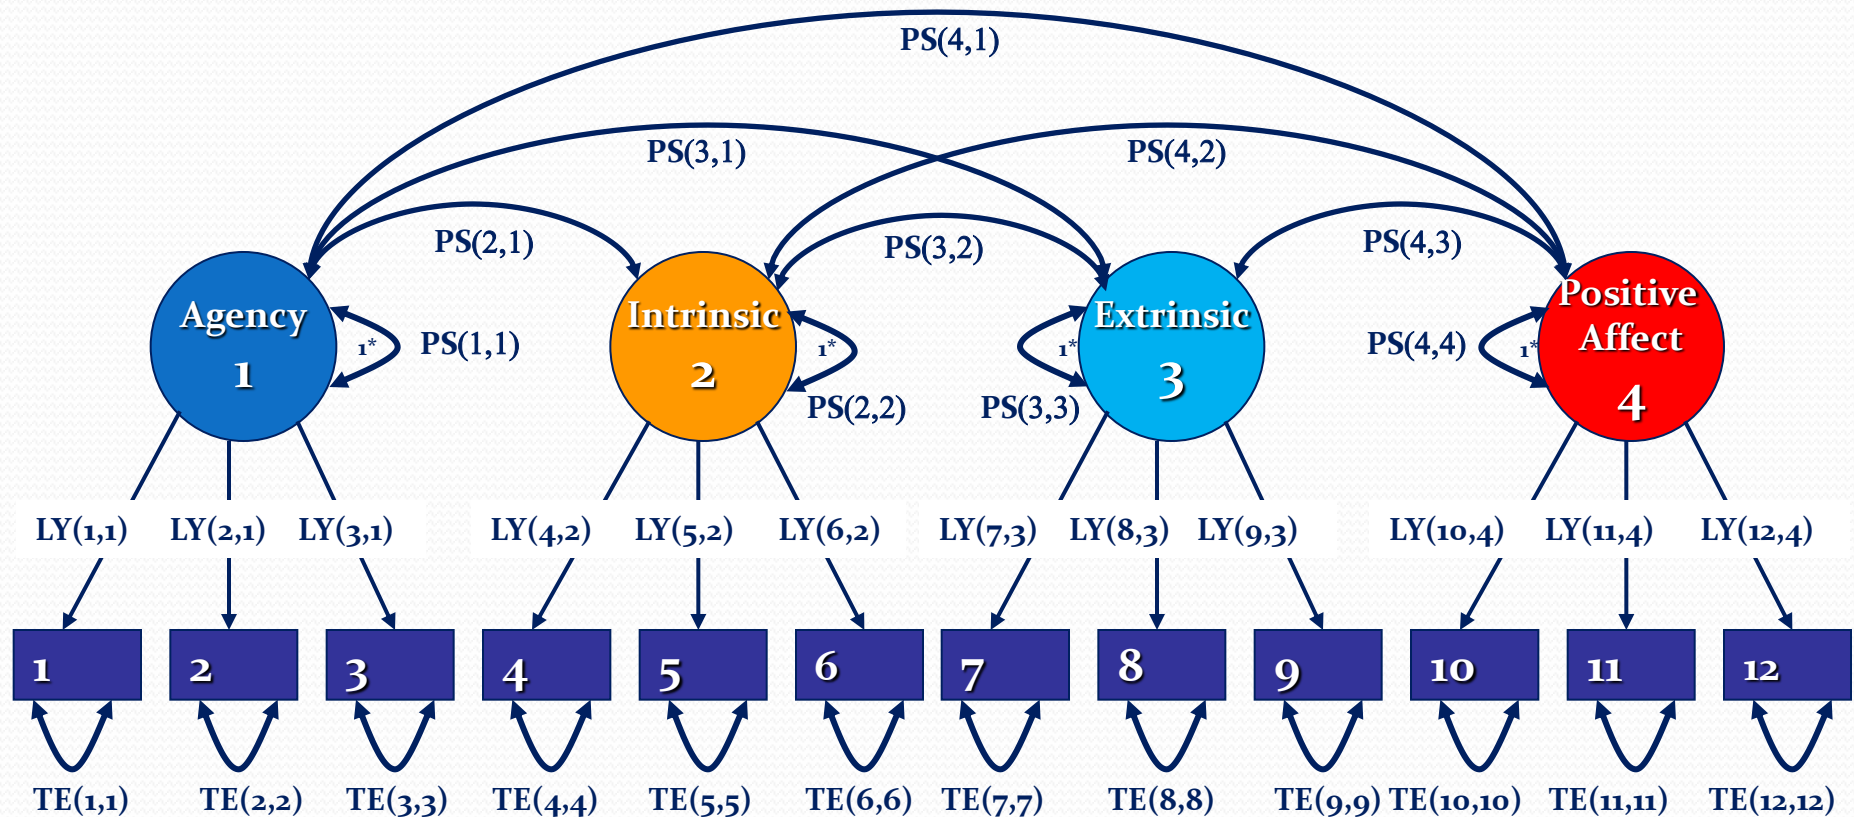 PS(4,1)
PS(3,1)
PS(4,2)
PS(2,1)
PS(3,2)
PS(4,3)
Agency
1
1*
PS(1,1)
Intrinsic
2
1*
PS(2,2)
Extrinsic
3
1*
PS(3,3)
Positive
Affect
4
1*
PS(4,4)
LY(1,1) LY(2,1) LY(3,1) LY(4,2) LY(5,2) LY(6,2) LY(7,3) LY(8,3) LY(9,3) LY(10,4) LY(11,4) LY(12,4)
1 2 3 4 5 6 7 8 9 10 11 12
TE(1,1) TE(2,2) TE(3,3) TE(4,4) TE(5,5) TE(6,6) TE(7,7) TE(8,8) TE(9,9) TE(10,10) TE(11,11) TE(12,12)